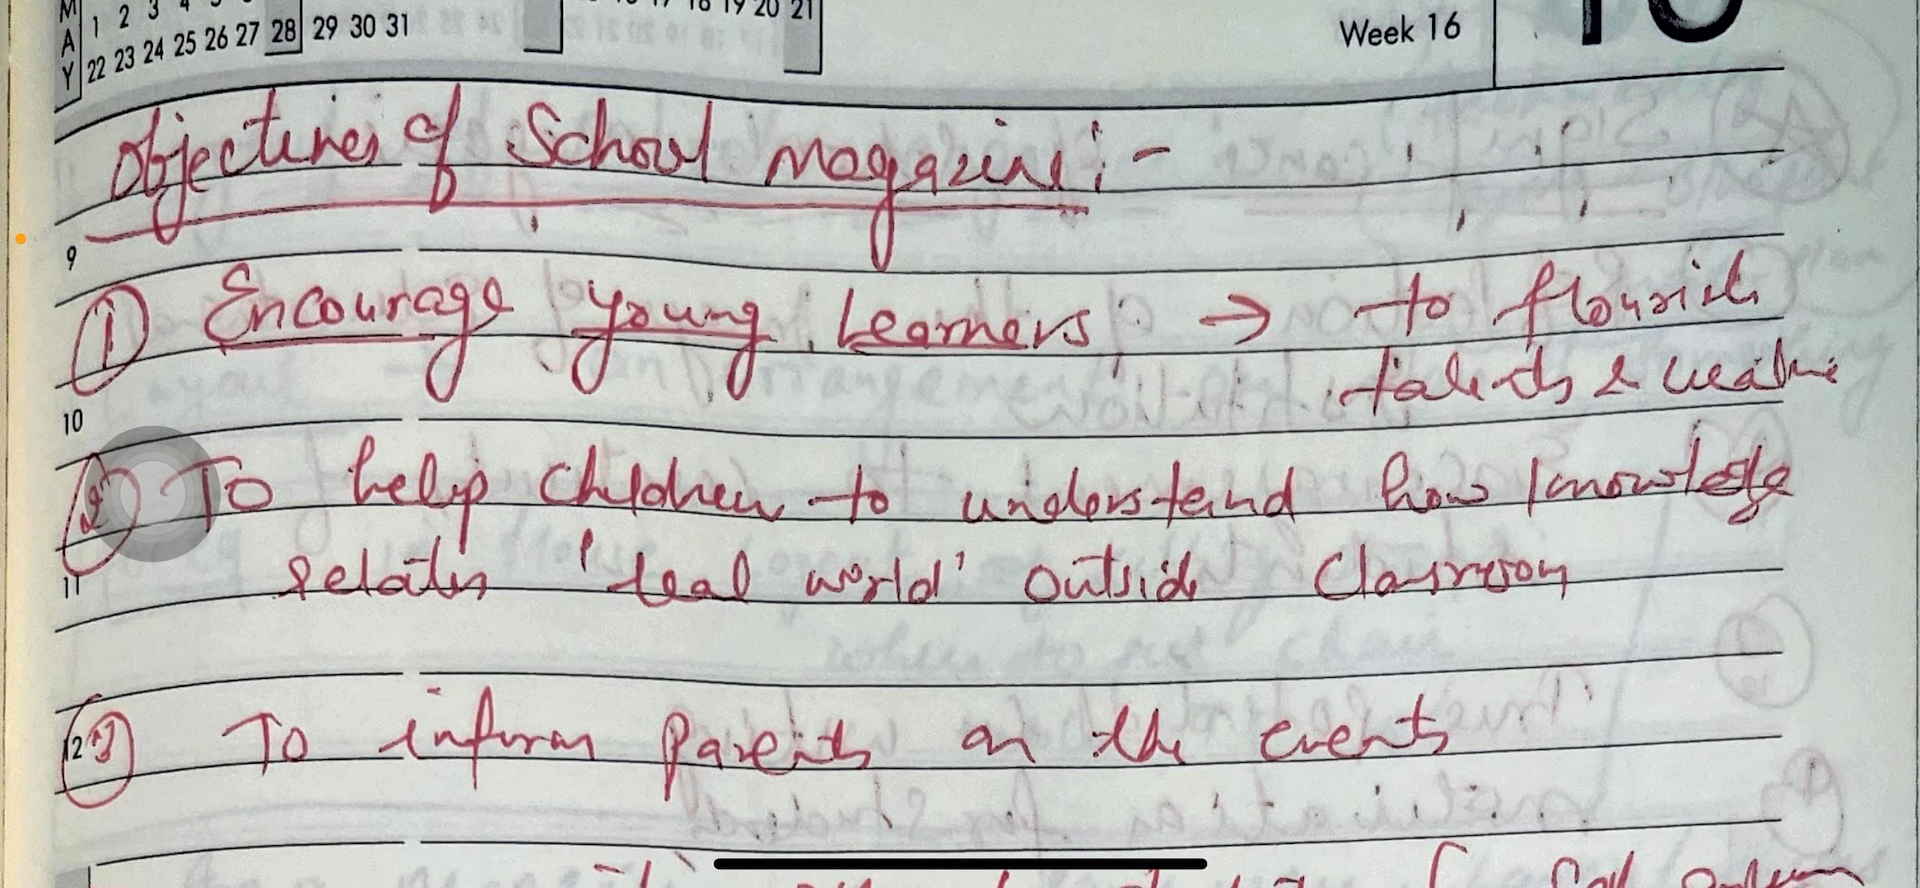 MAY 1 2 3 4
22 23 24 25 26 27 28 29 30 31
18 19 20 21
Week 16
Objectives of School magazine :-
9
① Encourage young Learners → to flourish
talents & creative
10
② To help children to understand how knowledge
11
relates 'real world' outside classroom
12
③ To inform parents on the events